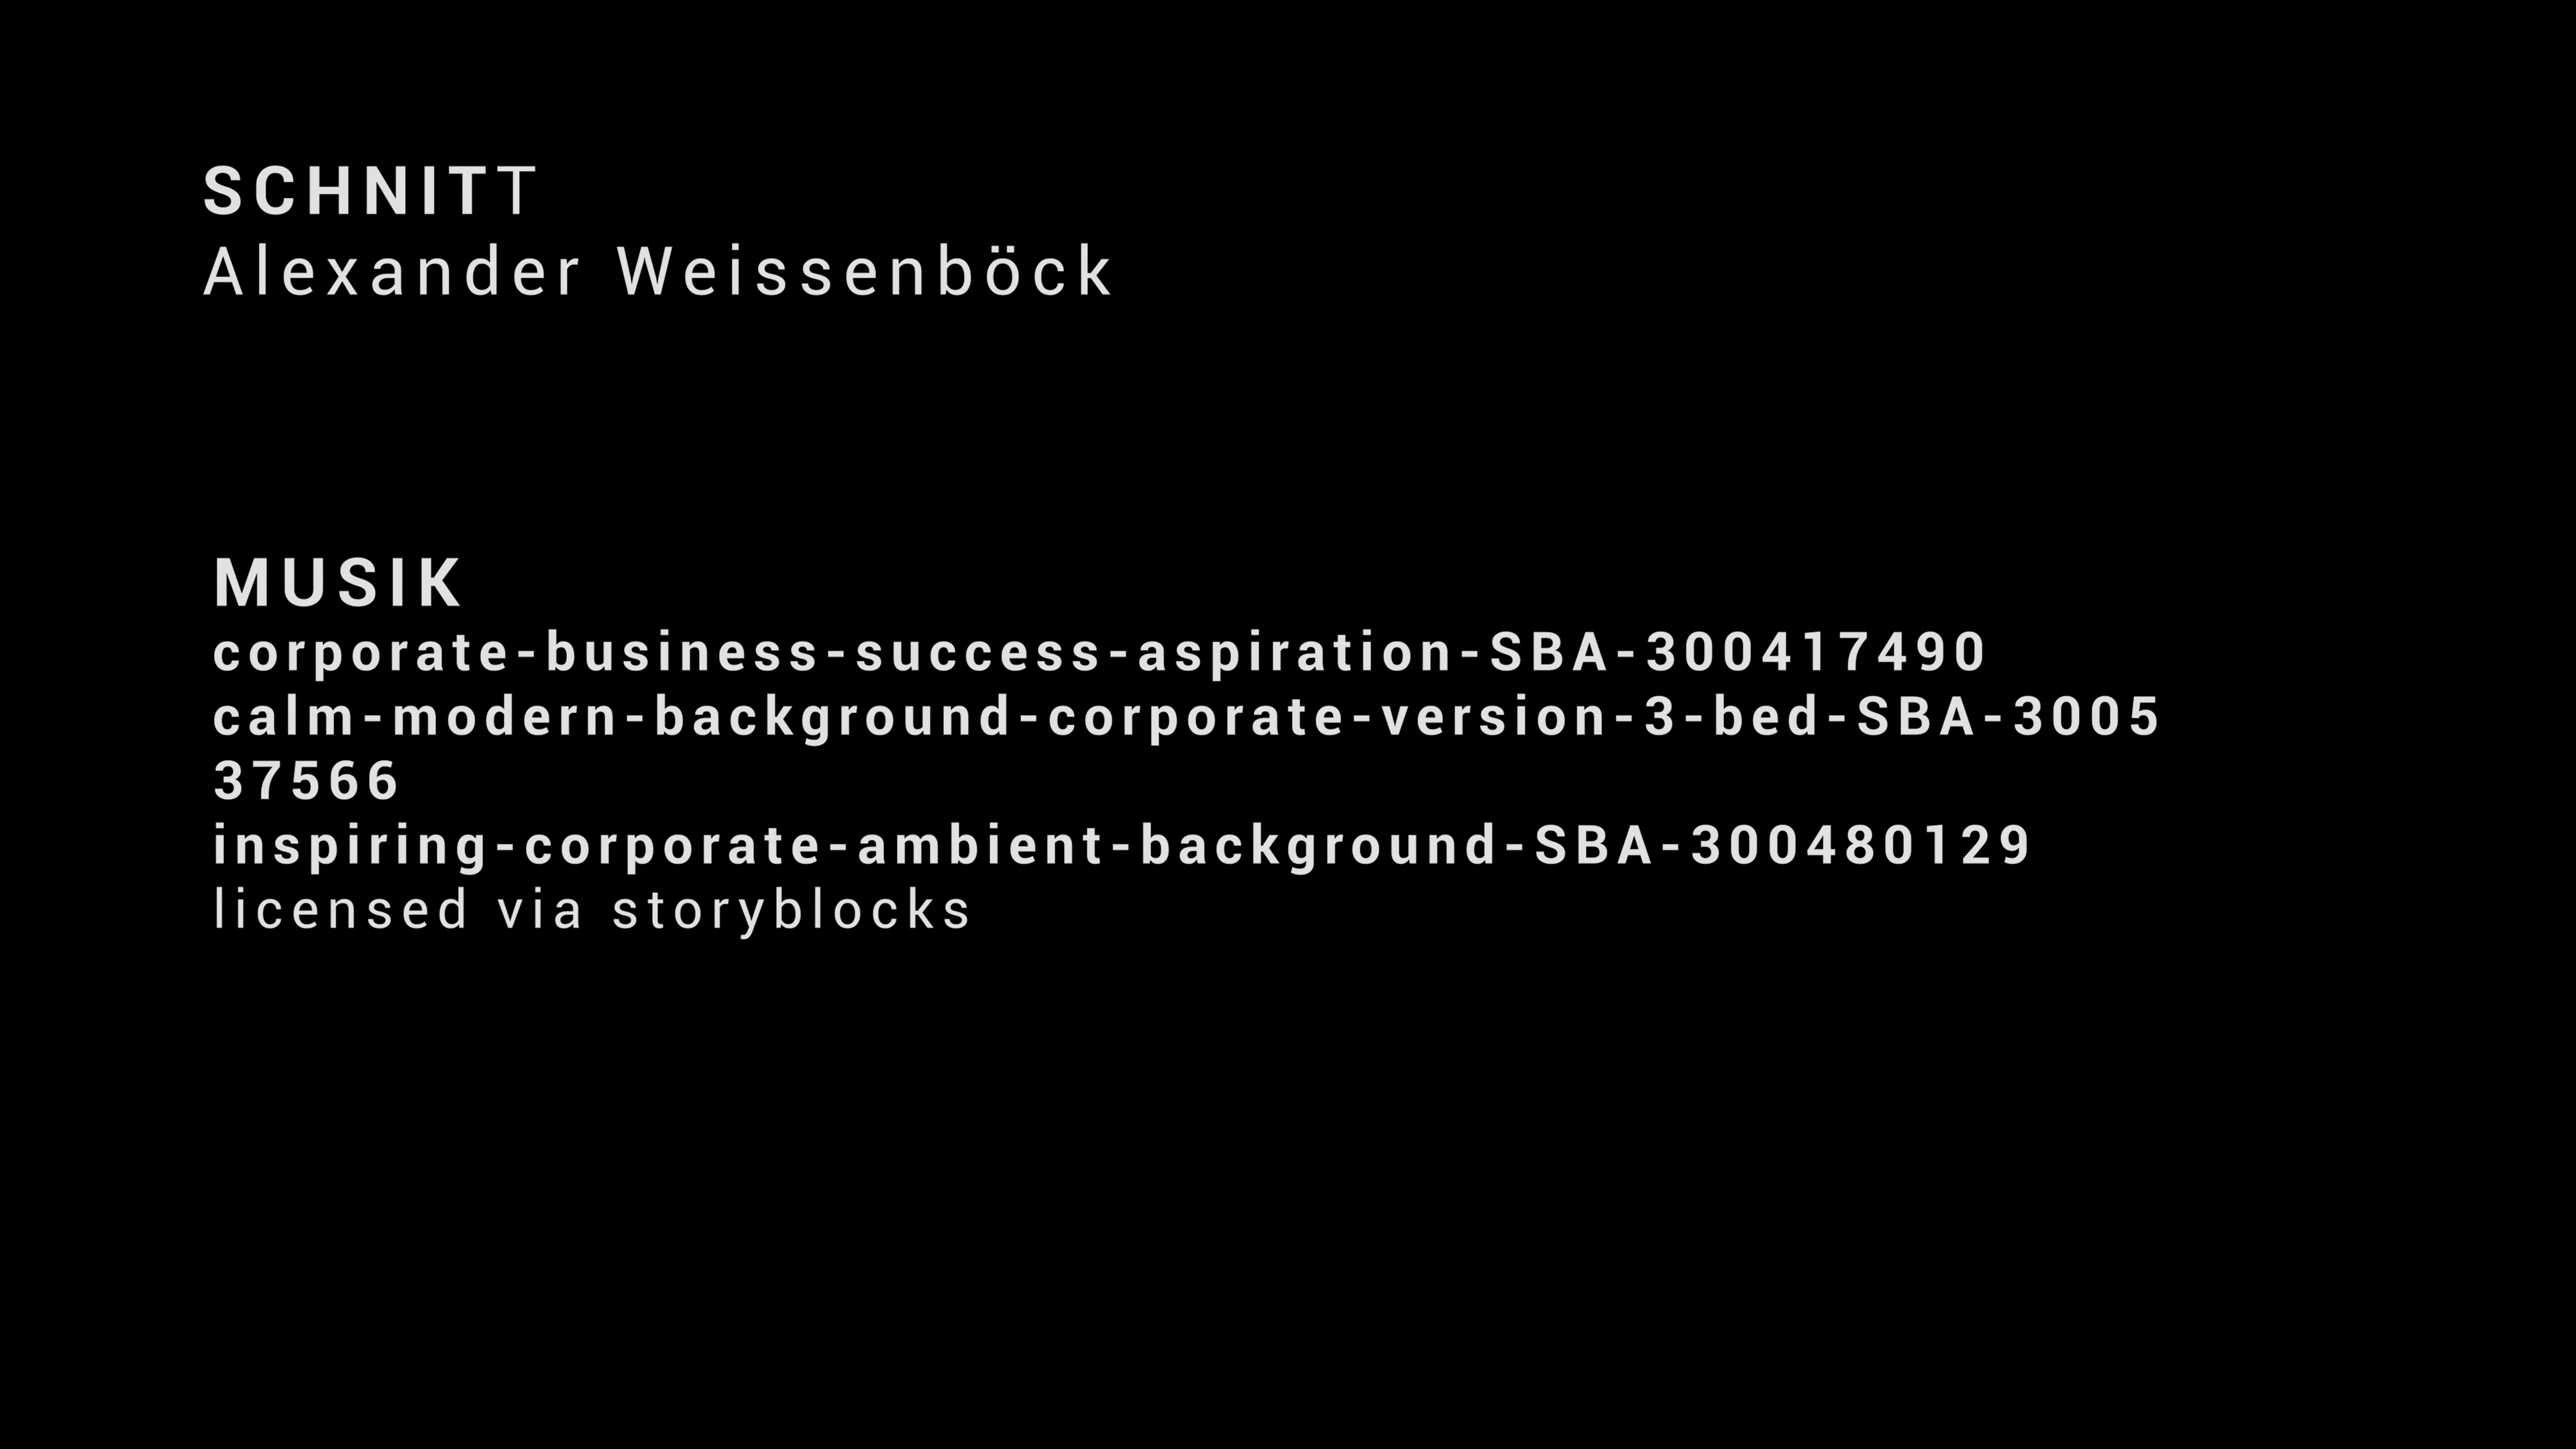 SCHNITT
Alexander Weissenböck
MUSIK
corporate-business-success-aspiration-SBA-300417490
calm-modern-background-corporate-version-3-bed-SBA-3005
37566
inspiring-corporate-ambient-background-SBA-300480129
licensed via storyblocks